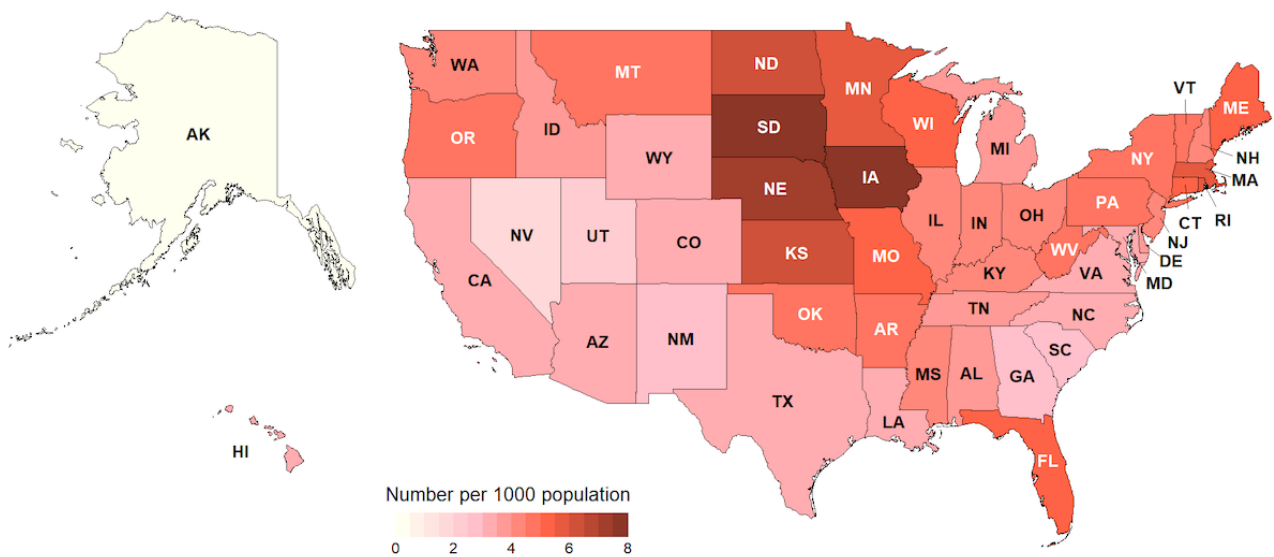 VT
WA
MT
ND
MN
ME
AK
OR
ID
SD
WI
MI
NY
NH
MA
WY
NE
IA
PA
CT
RI
NV
UT
CO
KS
MO
IL
IN
OH
WV
NJ
DE
MD
CA
KY
VA
AZ
NM
OK
AR
TN
NC
SC
TX
LA
MS
AL
GA
HI
FL
Number per 1000 population
0 2 4 6 8